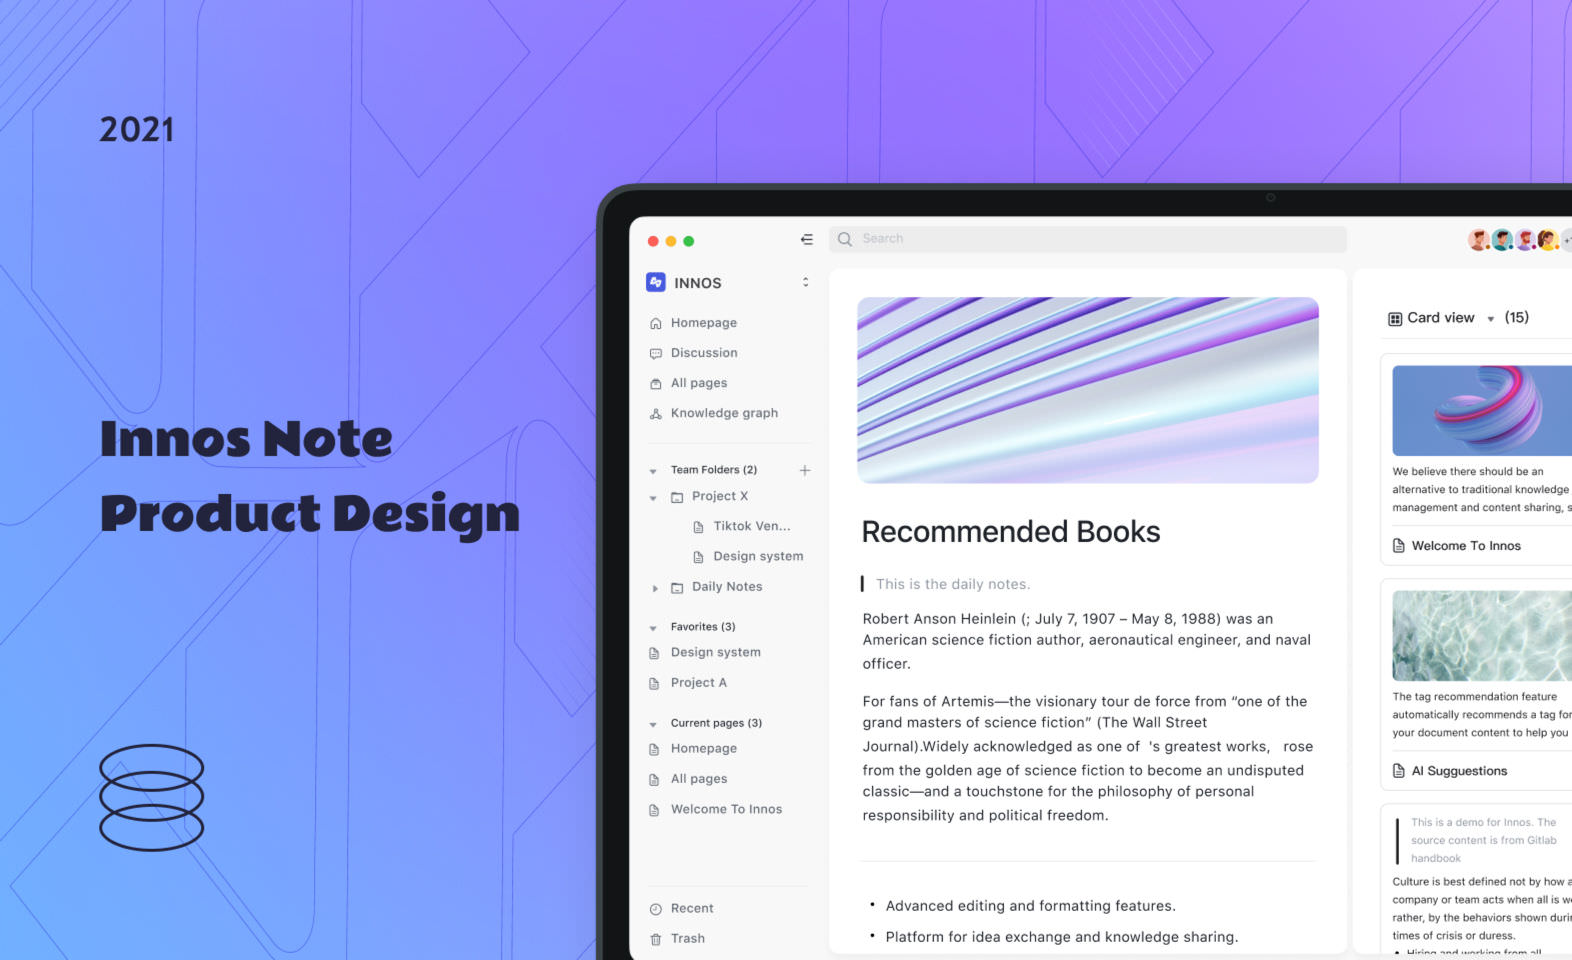 2021
Innos Note
Product Design
Search
INNOS
Homepage
Discussion
All pages
Knowledge graph
Team Folders (2)
Project X
Tiktok Ven...
Design system
Daily Notes
Favorites (3)
Design system
Project A
Current pages (3)
Homepage
All pages
Welcome To Innos
Recent
Trash
Recommended Books
This is the daily notes.
Robert Anson Heinlein (; July 7, 1907 – May 8, 1988) was an
American science fiction author, aeronautical engineer, and naval
officer.
For fans of Artemis—the visionary tour de force from “one of the
grand masters of science fiction” (The Wall Street
Journal).Widely acknowledged as one of 's greatest works, rose
from the golden age of science fiction to become an undisputed
classic—and a touchstone for the philosophy of personal
responsibility and political freedom.
• Advanced editing and formatting features.
• Platform for idea exchange and knowledge sharing.
Card view (15)
We believe there should be an
alternative to traditional knowledge
management and content sharing, s
Welcome To Innos
The tag recommendation feature
automatically recommends a tag for
your document content to help you
AI Sugguestions
This is a demo for Innos. The
source content is from Gitlab
handbook
Culture is best defined not by how a
company or team acts when all is we
rather, by the behaviors shown durin
times of crisis or duress.
• Hiring and working from all